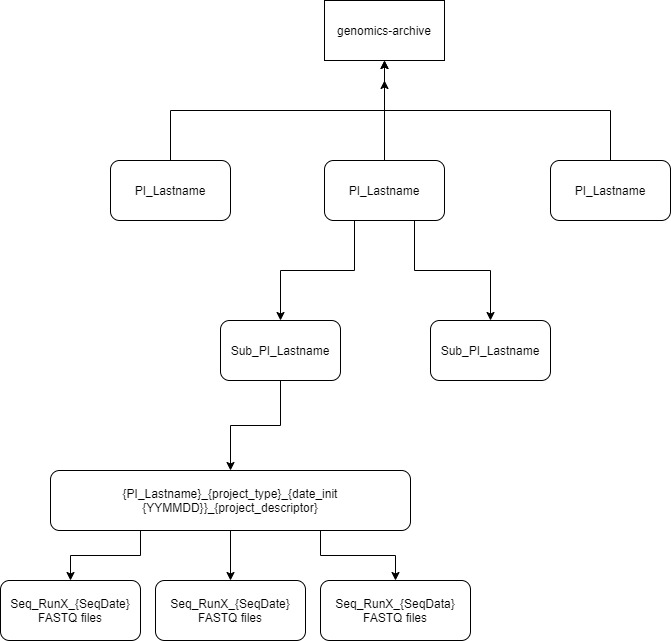 genomics-archive
PI_Lastname
PI_Lastname
PI_Lastname
Sub_PI_Lastname
Sub_PI_Lastname
{PI_Lastname}_{project_type}_{date_init
{YYMMDD}}_{project_descriptor}
Seq_RunX_{SeqDate}
FASTQ files
Seq_RunX_{SeqDate}
FASTQ files
Seq_RunX_{SeqData}
FASTQ files